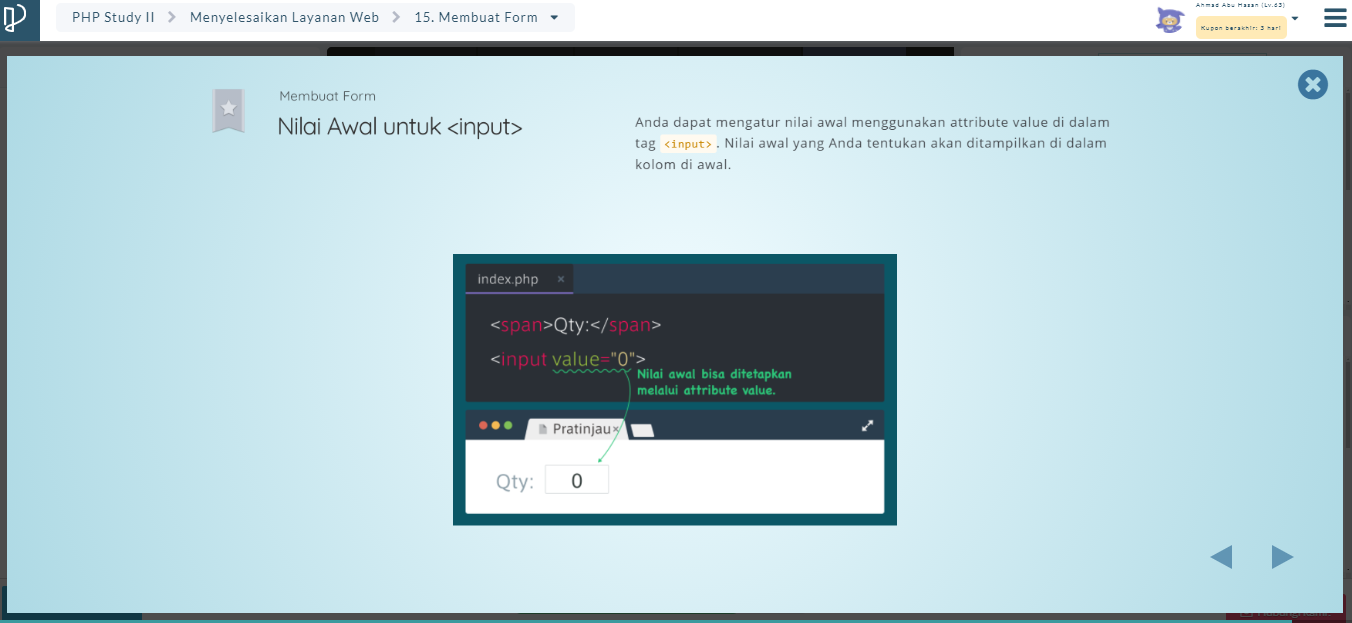 PHP Study II > Menyelesaikan Layanan Web > 15. Membuat Form
Ahmad Abu Hasan (Lv.63)
Kupon berakhir: 3 hari
Membuat Form
Nilai Awal untuk <input>
Anda dapat mengatur nilai awal menggunakan attribute value di dalam
tag <input>. Nilai awal yang Anda tentukan akan ditampilkan di dalam
kolom di awal.
index.php ×
<span>Qty:</span>
<input value="0">
Nilai awal bisa ditetapkan
melalui attribute value.
Pratinjau×
Qty: 0